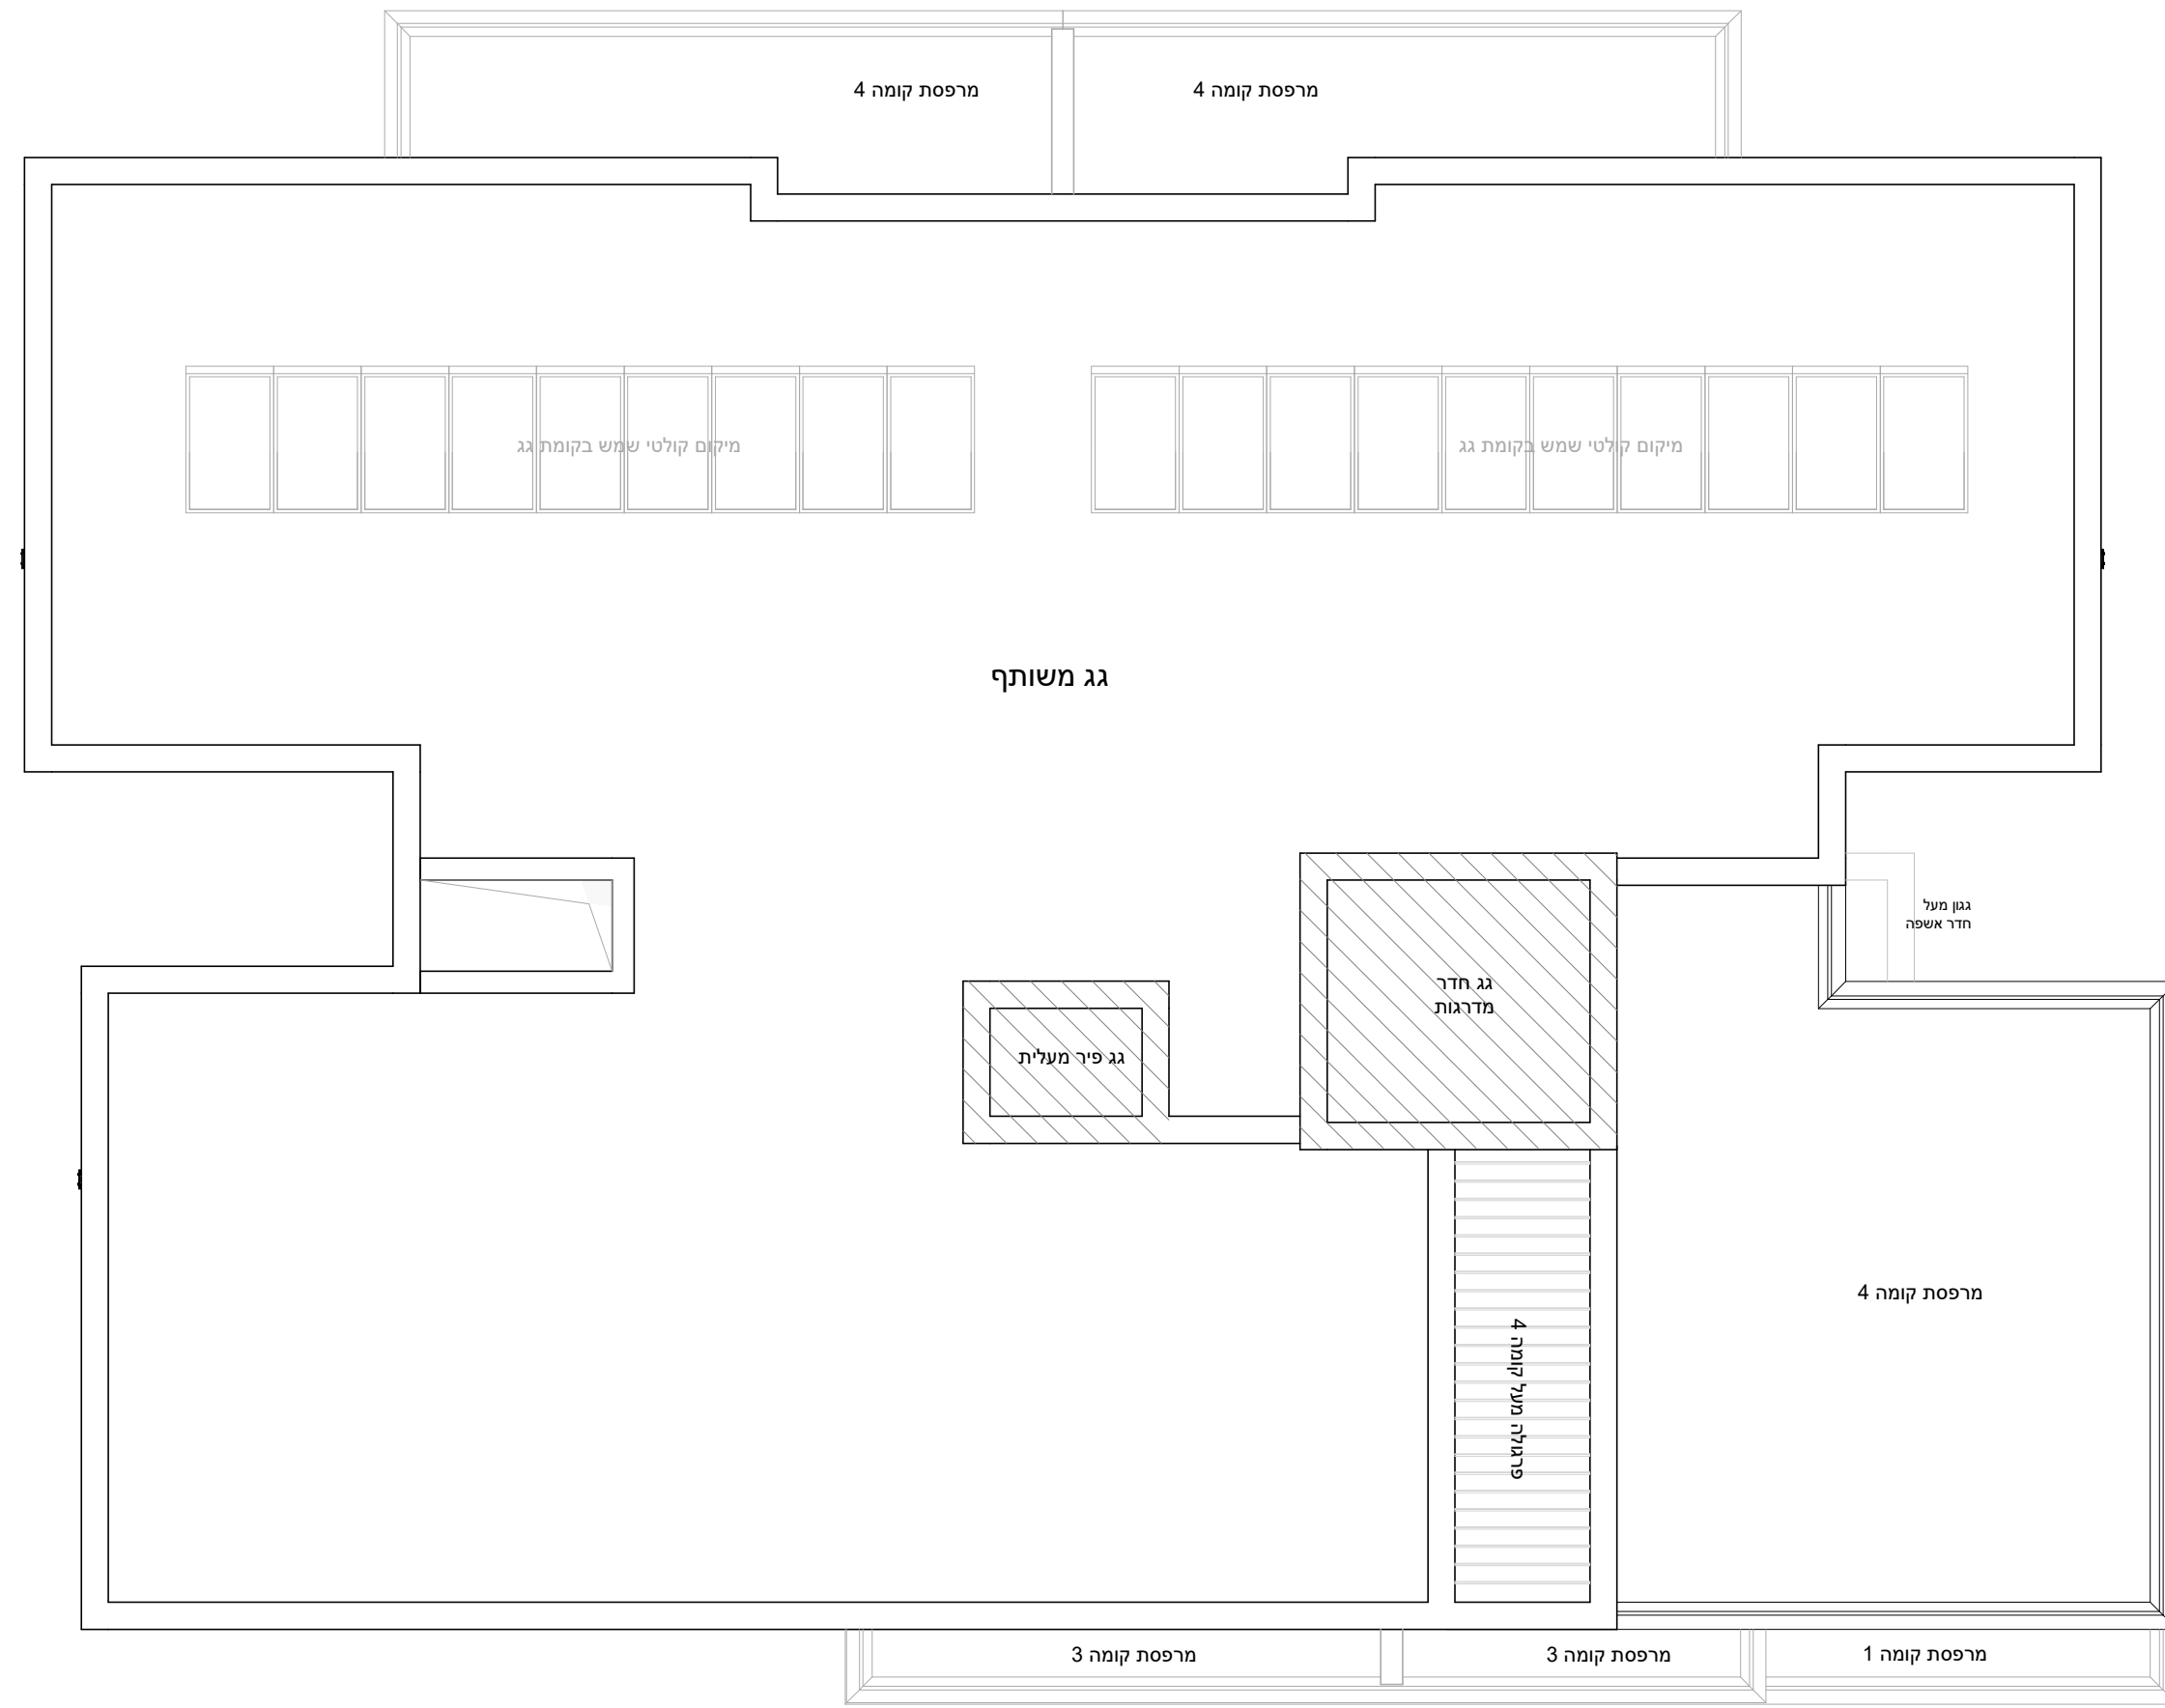 מרפסת קומה 4
מרפסת קומה 4
מיקום קולטי שמש בקומת גג
מיקום קולטי שמש בקומת גג
גג משותף
גגון מעל
חדר אשפה
גג חדר
מדרגות
גג פיר מעלית
מרפסת קומה 4
פרגולה מעל קומה 4
מרפסת קומה 1
מרפסת קומה 3
מרפסת קומה 3